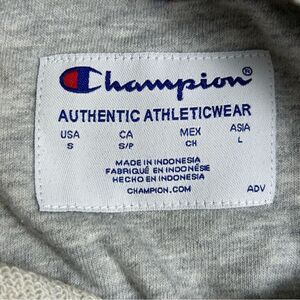 Champion
AUTHENTIC ATHLETICWEAR
USA CA MEX ASIA
S S/P CH L
MADE IN INDONESIA
FABRIQUÉ EN INDONÉSIE
HECHO EN INDONESIA
CHAMPION.COM
ADV